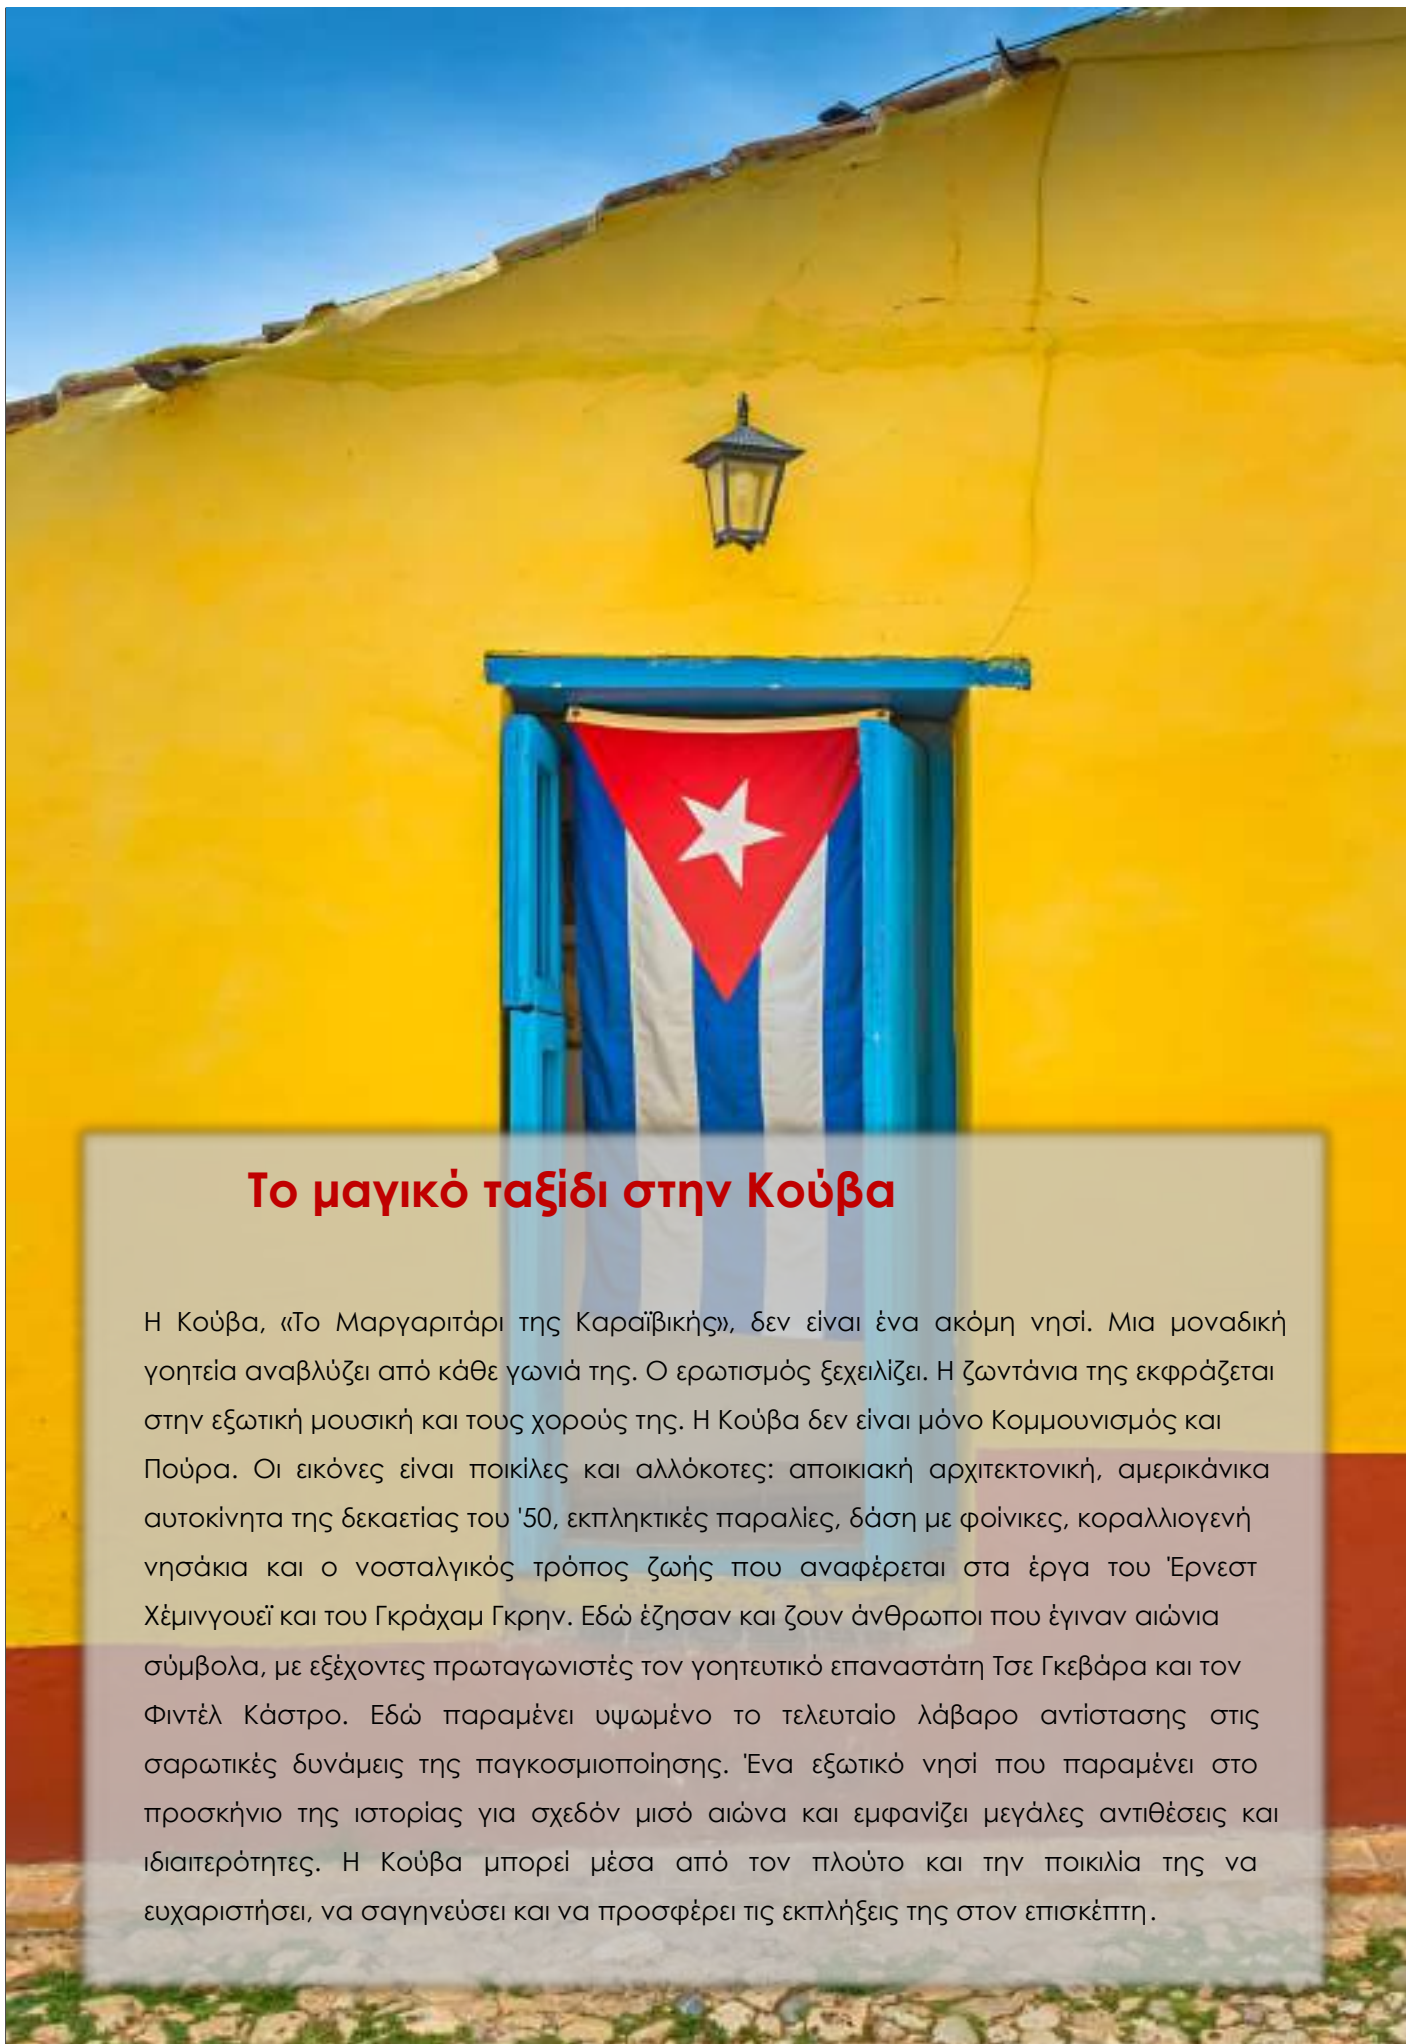 Το μαγικό ταξίδι στην Κούβα
Η Κούβα, «Το Μαργαριτάρι της Καραϊβικής», δεν είναι ένα ακόμη νησί. Μια μοναδική
γοητεία αναβλύζει από κάθε γωνιά της. Ο ερωτισμός ξεχειλίζει. Η ζωντάνια της εκφράζεται
στην εξωτική μουσική και τους χορούς της. Η Κούβα δεν είναι μόνο Κομμουνισμός και
Πούρα. Οι εικόνες είναι ποικίλες και αλλόκοτες: αποικιακή αρχιτεκτονική, αμερικάνικα
αυτοκίνητα της δεκαετίας του '50, εκπληκτικές παραλίες, δάση με φοίνικες, κοραλλιογενή
νησάκια και ο νοσταλγικός τρόπος ζωής που αναφέρεται στα έργα του Έρνεστ
Χέμινγουεϊ και του Γκράχαμ Γκρην. Εδώ έζησαν και ζουν άνθρωποι που έγιναν αιώνια
σύμβολα, με εξέχοντες πρωταγωνιστές τον γοητευτικό επαναστάτη Τσε Γκεβάρα και τον
Φιντέλ Κάστρο. Εδώ παραμένει υψωμένο το τελευταίο λάβαρο αντίστασης στις
σαρωτικές δυνάμεις της παγκοσμιοποίησης. Ένα εξωτικό νησί που παραμένει στο
προσκήνιο της ιστορίας για σχεδόν μισό αιώνα και εμφανίζει μεγάλες αντιθέσεις και
ιδιαιτερότητες. Η Κούβα μπορεί μέσα από τον πλούτο και την ποικιλία της να
ευχαριστήσει, να σαγηνεύσει και να προσφέρει τις εκπλήξεις της στον επισκέπτη.